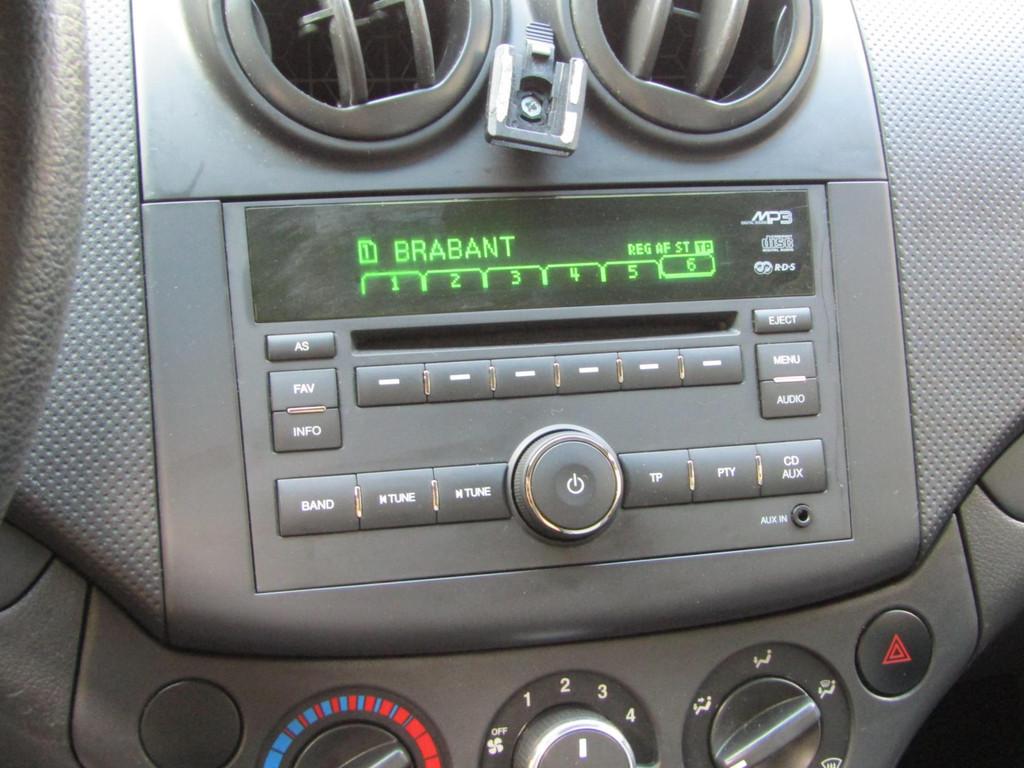 MP3
1 BRABANT REG AF ST TP
1 2 3 4 5 6
disc
R·D·S
AS
EJECT
FAV
MENU
INFO
AUDIO
BAND
TUNE
TUNE
TP
PTY
CD
AUX
AUX IN
OFF 1 2 3 4